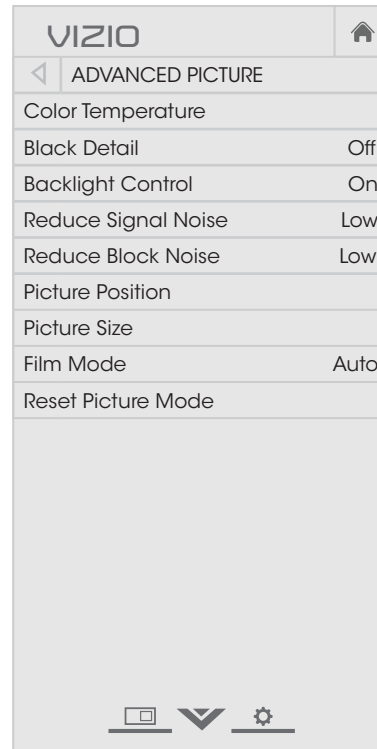 VIZIO
ADVANCED PICTURE
Color Temperature
Black Detail Off
Backlight Control On
Reduce Signal Noise Low
Reduce Block Noise Low
Picture Position
Picture Size
Film Mode Auto
Reset Picture Mode